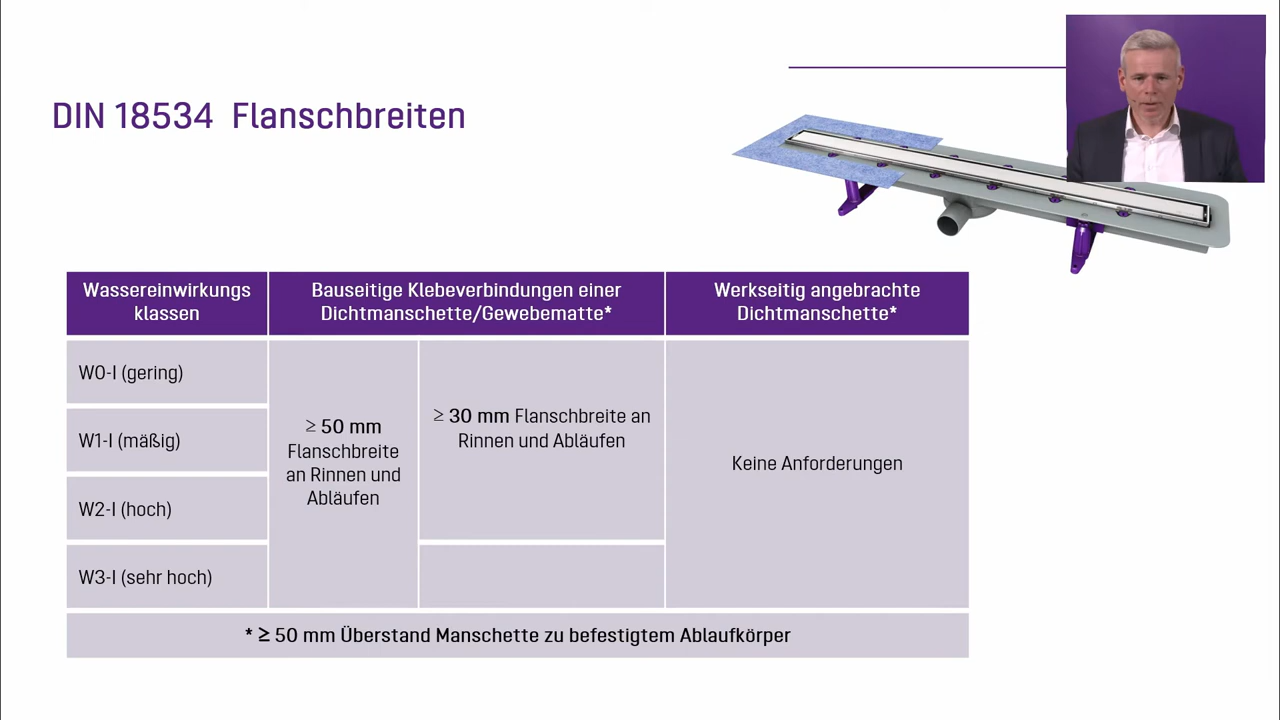 DIN 18534 Flanschbreiten
Wassereinwirkungs
klassen
Bauseitige Klebeverbindungen einer
Dichtmanschette/Gewebematte*
Werkseitig angebrachte
Dichtmanschette*
W0-I (gering)
W1-I (mäßig)
W2-I (hoch)
W3-I (sehr hoch)
≥ 50 mm
Flanschbreite
an Rinnen und
Abläufen
≥ 30 mm Flanschbreite an
Rinnen und Abläufen
Keine Anforderungen
* ≥ 50 mm Überstand Manschette zu befestigtem Ablaufkörper